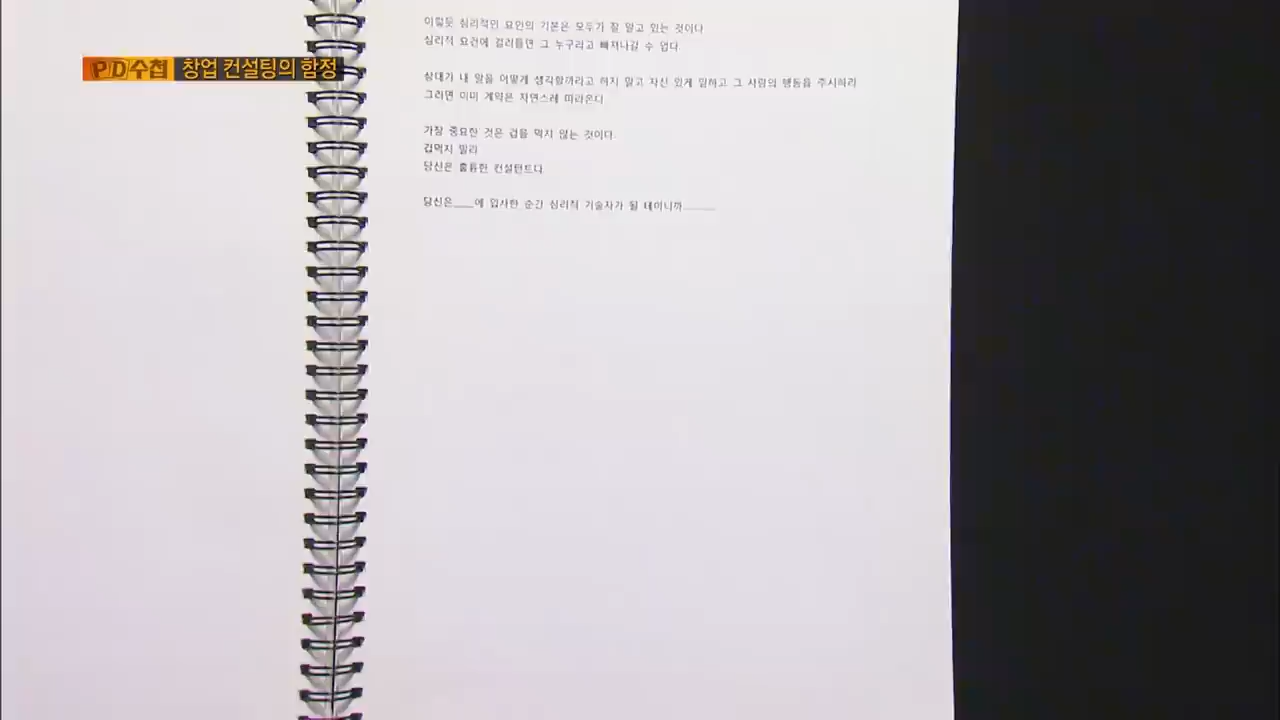 PD수첩 창업 컨설팅의 함정
이렇듯 심리적인 요인의 기본은 모두가 잘 알고 있는 것이다
심리적 요건에 걸려들면 그 누구라고 빠져나갈 수 없다.
상대가 내 말을 어떻게 생각할까라고 하지 말고 자신 있게 말하고 그 사람의 행동을 주시하라
그러면 이미 계약은 자연스레 따라온다
가장 중요한 것은 겁을 먹지 않는 것이다.
겁먹지 말라
당신은 훌륭한 컨설턴트다
당신은____에 입사한 순간 심리적 기술자가 될 테이니까..........